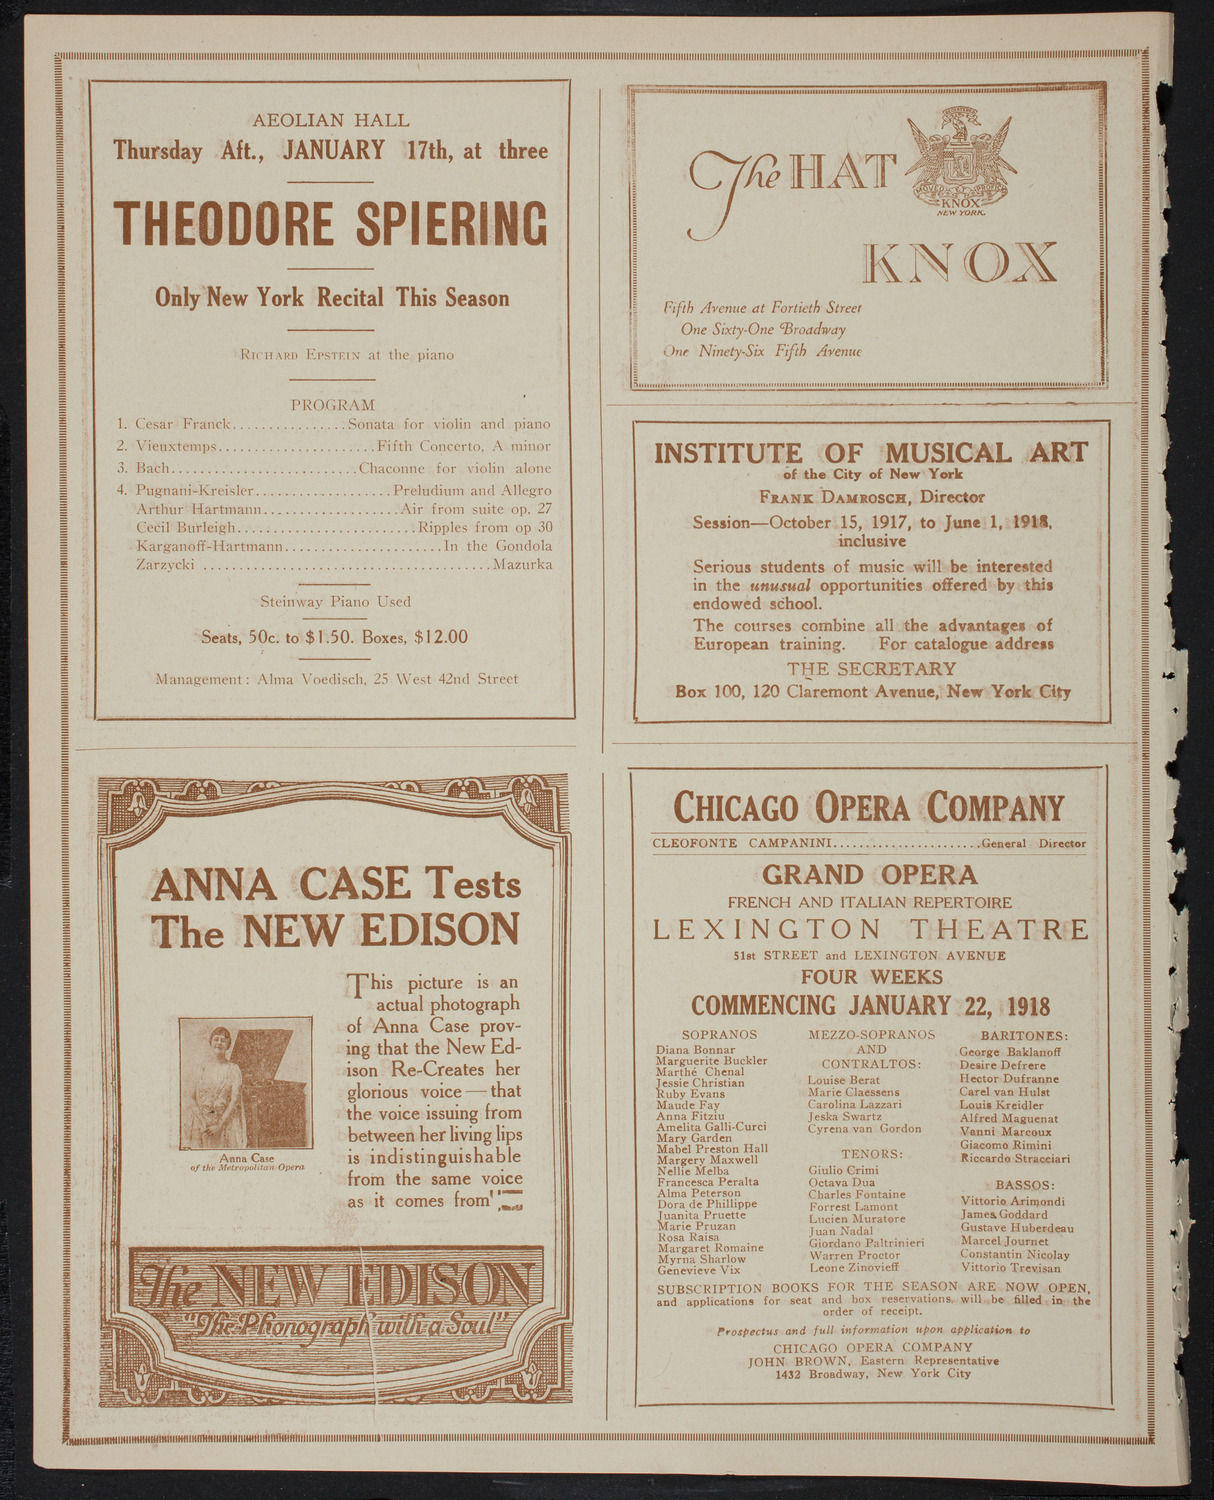 AEOLIAN HALL
Thursday Aft., JANUARY 17th, at three
THEODORE SPIERING
Only New York Recital This Season
RICHARD EPSTEIN at the piano
PROGRAM
1. Cesar Franck................Sonata for violin and piano
2. Vieuxtemps......................Fifth Concerto, A minor
3. Bach..........................Chaconne for violin alone
4. Pugnani-Kreisler...................Preludium and Allegro
Arthur Hartmann...................Air from suite op. 27
Cecil Burleigh.........................Ripples from op 30
Karganoff-Hartmann......................In the Gondola
Zarzycki ........................................Mazurka
Steinway Piano Used
Seats, 50c. to $1.50. Boxes, $12.00
Management: Alma Voedisch, 25 West 42nd Street
The HAT
KNOX
NEW YORK.
KNOX
Fifth Avenue at Fortieth Street
One Sixty-One Broadway
One Ninety-Six Fifth Avenue
INSTITUTE OF MUSICAL ART
of the City of New York
FRANK DAMROSCH, Director
Session—October 15, 1917, to June 1, 1918,
inclusive
Serious students of music will be interested
in the unusual opportunities offered by this
endowed school.
The courses combine all the advantages of
European training. For catalogue address
THE SECRETARY
Box 100, 120 Claremont Avenue, New York City
ANNA CASE Tests
The NEW EDISON
This picture is an
actual photograph
of Anna Case prov-
ing that the New Ed-
ison Re-Creates her
glorious voice—that
the voice issuing from
between her living lips
is indistinguishable
from the same voice
as it comes from
Anna Case
of the Metropolitan Opera
The NEW EDISON
"The Phonograph with a Soul"
CHICAGO OPERA COMPANY
CLEOFONTE CAMPANINI.......................General Director
GRAND OPERA
FRENCH AND ITALIAN REPERTOIRE
LEXINGTON THEATRE
51st STREET and LEXINGTON AVENUE
FOUR WEEKS
COMMENCING JANUARY 22, 1918
SOPRANOS
Diana Bonnar
Marguerite Buckler
Marthé Chenal
Jessie Christian
Ruby Evans
Maude Fay
Anna Fitziu
Amelita Galli-Curci
Mary Garden
Mabel Preston Hall
Margery Maxwell
Nellie Melba
Francesca Peralta
Alma Peterson
Dora de Phillippe
Juanita Pruette
Marie Pruzan
Rosa Raisa
Margaret Romaine
Myrna Sharlow
Genevieve Vix
MEZZO-SOPRANOS
AND
CONTRALTOS:
Louise Berat
Marie Claessens
Carolina Lazzari
Jeska Swartz
Cyrena van Gordon
TENORS:
Giulio Crimi
Octava Dua
Charles Fontaine
Forrest Lamont
Lucien Muratore
Juan Nadal
Giordano Paltrinieri
Warren Proctor
Leone Zinovieff
BARITONES:
George Baklanoff
Desire Defrere
Hector Dufranne
Carel van Hulst
Louis Kreidler
Alfred Maguenat
Vanni Marcoux
Giacomo Rimini
Riccardo Stracciari
BASSOS:
Vittorio Arimondi
James Goddard
Gustave Huberdeau
Marcel Journet
Constantin Nicolay
Vittorio Trevisan
SUBSCRIPTION BOOKS FOR THE SEASON ARE NOW OPEN,
and applications for seat and box reservations will be filled in the
order of receipt.
Prospectus and full information upon application to
CHICAGO OPERA COMPANY
JOHN BROWN, Eastern Representative
1432 Broadway, New York City